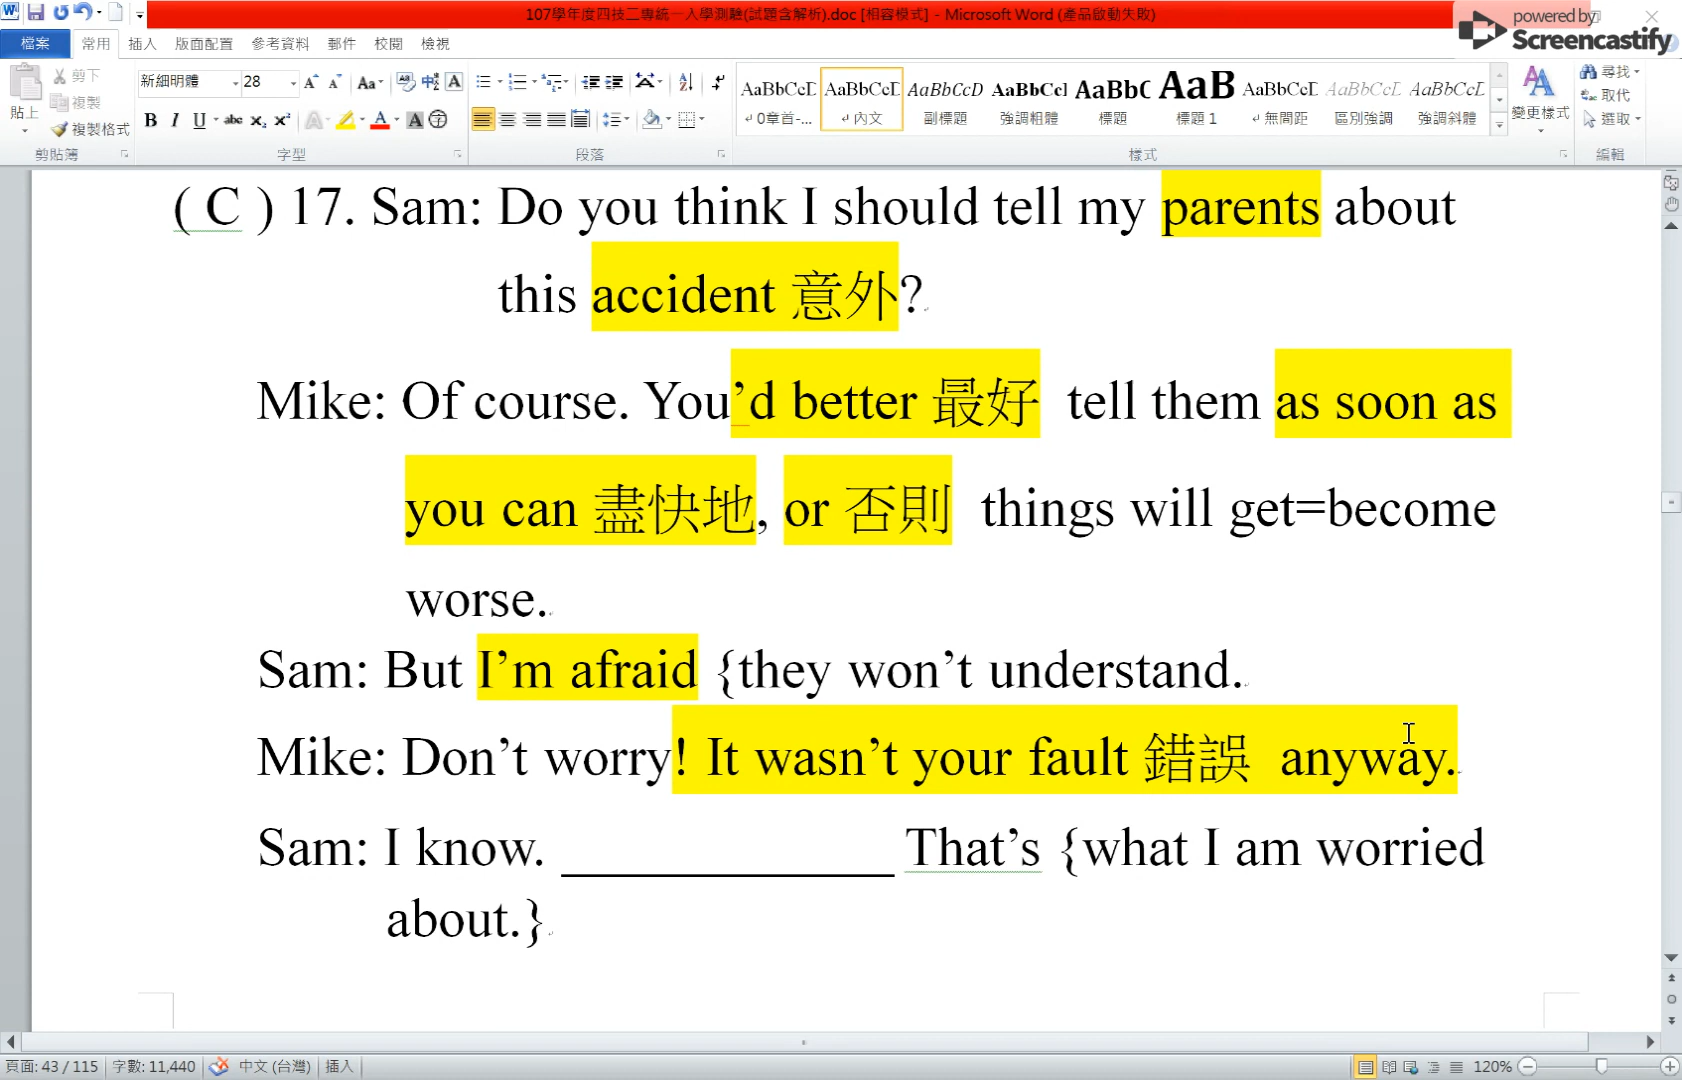 107學年度四技二專統一入學測驗(試題含解析).doc [相容模式] - Microsoft Word (產品啟動失敗)
powered by
Screencastify
檔案 常用 插入 版面配置 參考資料 郵件 校閱 檢視
貼上 剪下 複製 複製格式 剪貼簿
新細明體 28 字型
段落
AaBbCcD AaBbCcD AaBbCcD AaBbCcl AaBbC AaB AaBbCcD AaBbCcD AaBbCcD
0章首-... 內文 副標題 強調粗體 標題 標題 1 無間距 區別強調 強調斜體
變更樣式 樣式
尋找 取代 選取 編輯
( C ) 17. Sam: Do you think I should tell my parents about
this accident 意外?
Mike: Of course. You’d better 最好 tell them as soon as
you can 盡快地, or 否則 things will get=become
worse.
Sam: But I’m afraid {they won’t understand.
Mike: Don’t worry! It wasn’t your fault 錯誤 anyway.
Sam: I know. ____________ That’s {what I am worried
about.}
頁面: 43 / 115 字數: 11,440 中文 (台灣) 插入 120%